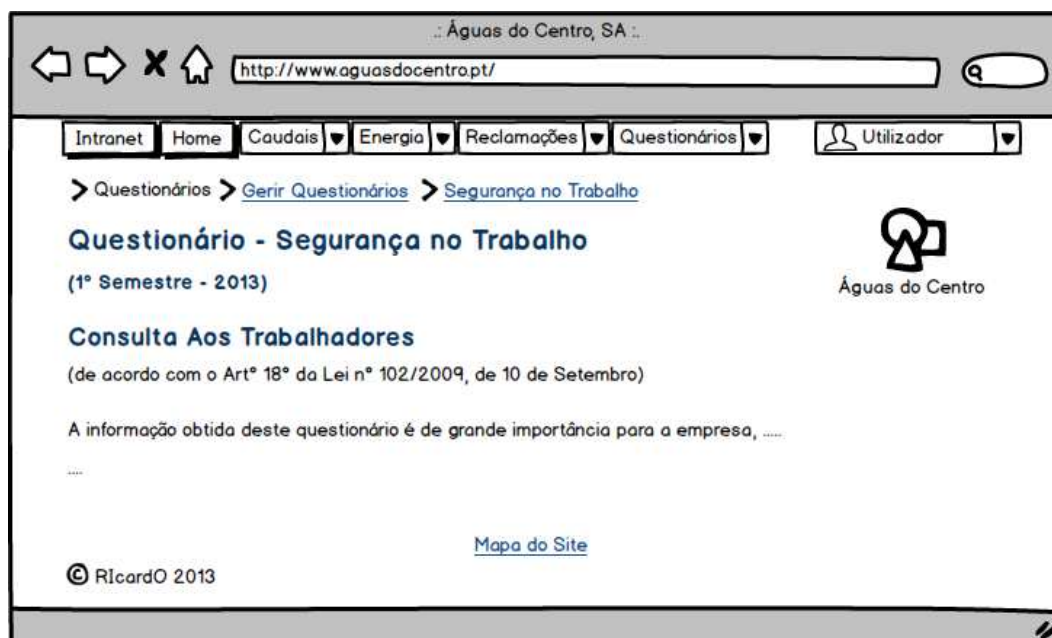 .: Águas do Centro, SA :.
http://www.aguasdocentro.pt/
Intranet Home Caudais Energia Reclamações Questionários Utilizador
Questionários Gerir Questionários Segurança no Trabalho
Questionário - Segurança no Trabalho
(1º Semestre - 2013)
Águas do Centro
Consulta Aos Trabalhadores
(de acordo com o Artº 18º da Lei nº 102/2009, de 10 de Setembro)
A informação obtida deste questionário é de grande importância para a empresa, .....
....
Mapa do Site
© RIcardO 2013